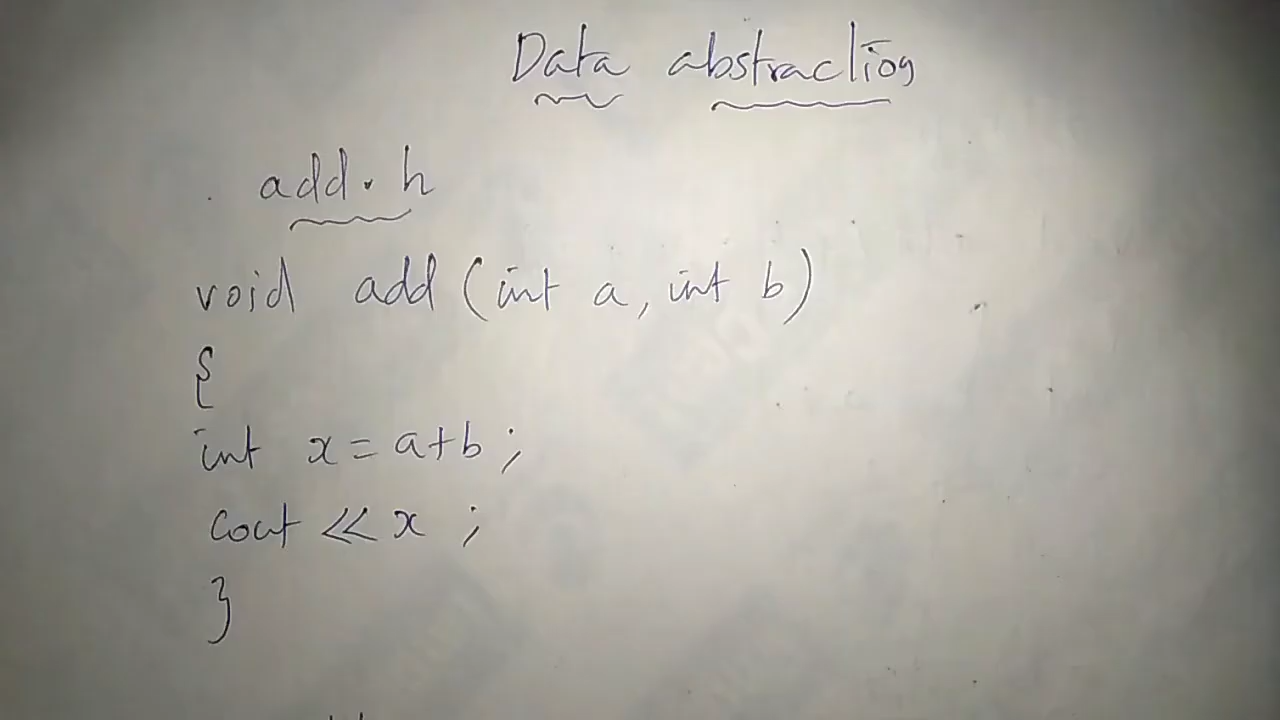 Data abstraction
add.h
void add (int a, int b)
{
int x = a+b ;
cout << x ;
}